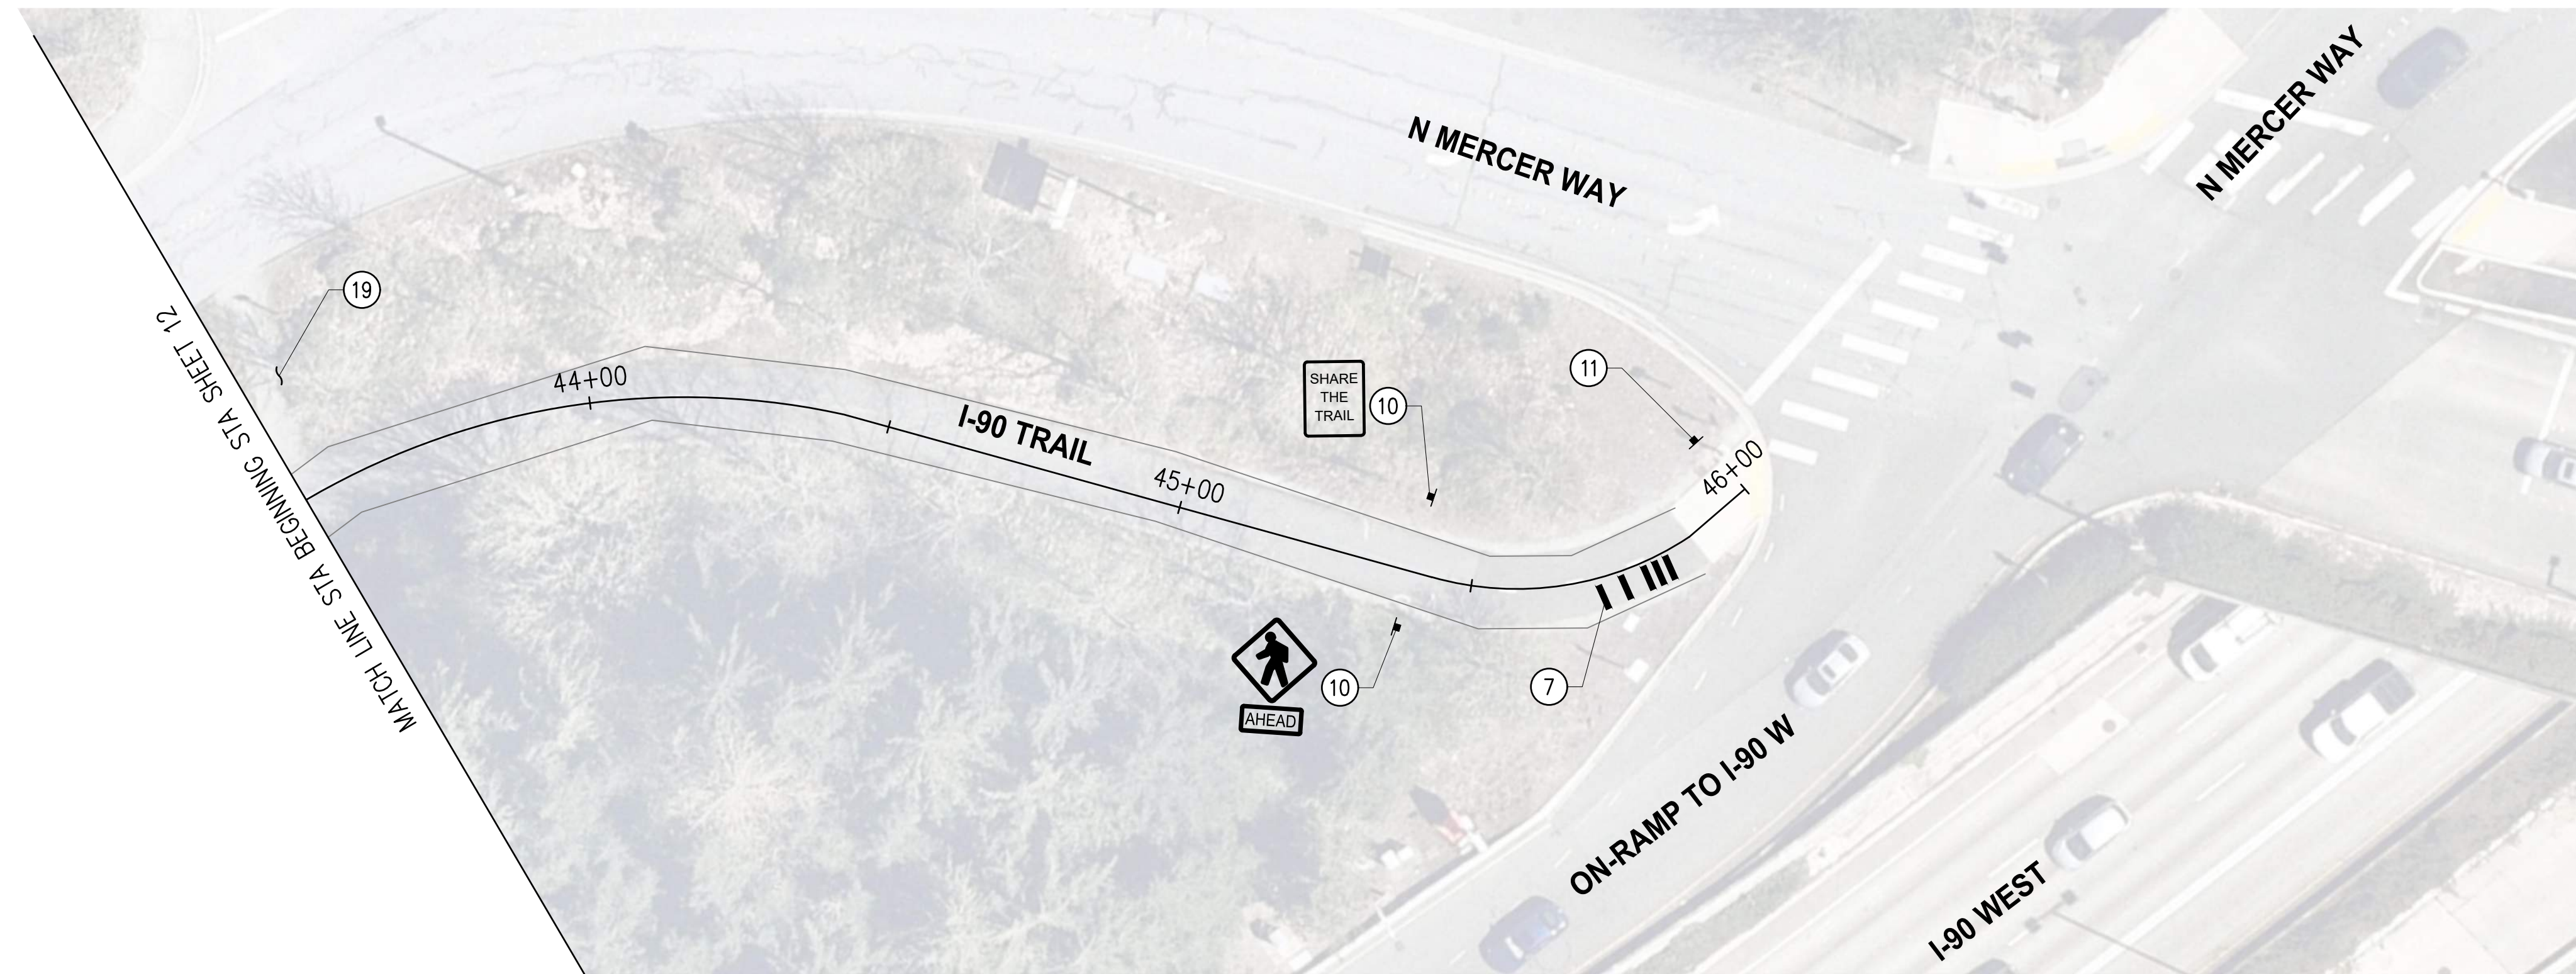 N MERCER WAY
N MERCER WAY
19
MATCH LINE STA BEGINNING STA SHEET 12
44+00
I-90 TRAIL
45+00
SHARE
THE
TRAIL
10
11
46+00
AHEAD
10
7
ON-RAMP TO I-90 W
I-90 WEST